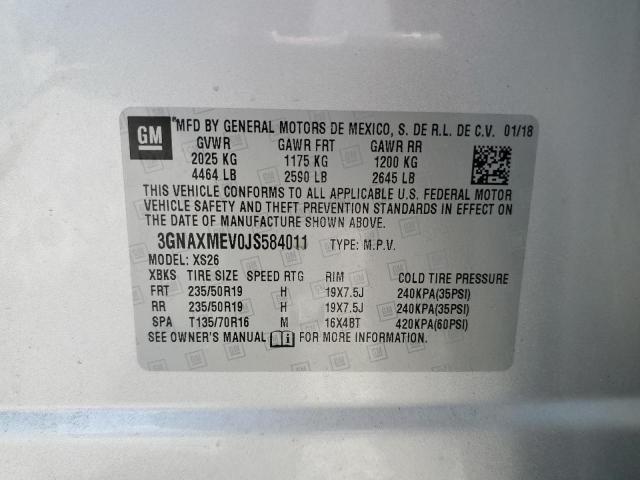 GM *MFD BY GENERAL MOTORS DE MEXICO, S. DE R.L. DE C.V. 01/18
GVWR GAWR FRT GAWR RR
2025 KG 1175 KG 1200 KG
4464 LB 2590 LB 2645 LB
THIS VEHICLE CONFORMS TO ALL APPLICABLE U.S. FEDERAL MOTOR
VEHICLE SAFETY AND THEFT PREVENTION STANDARDS IN EFFECT ON
THE DATE OF MANUFACTURE SHOWN ABOVE.
3GNAXMEV0JS584011 TYPE: M.P.V.
MODEL: XS26
XBKS TIRE SIZE SPEED RTG RIM COLD TIRE PRESSURE
FRT 235/50R19 H 19X7.5J 240KPA(35PSI)
RR 235/50R19 H 19X7.5J 240KPA(35PSI)
SPA T135/70R16 M 16X4BT 420KPA(60PSI)
SEE OWNER'S MANUAL FOR MORE INFORMATION.